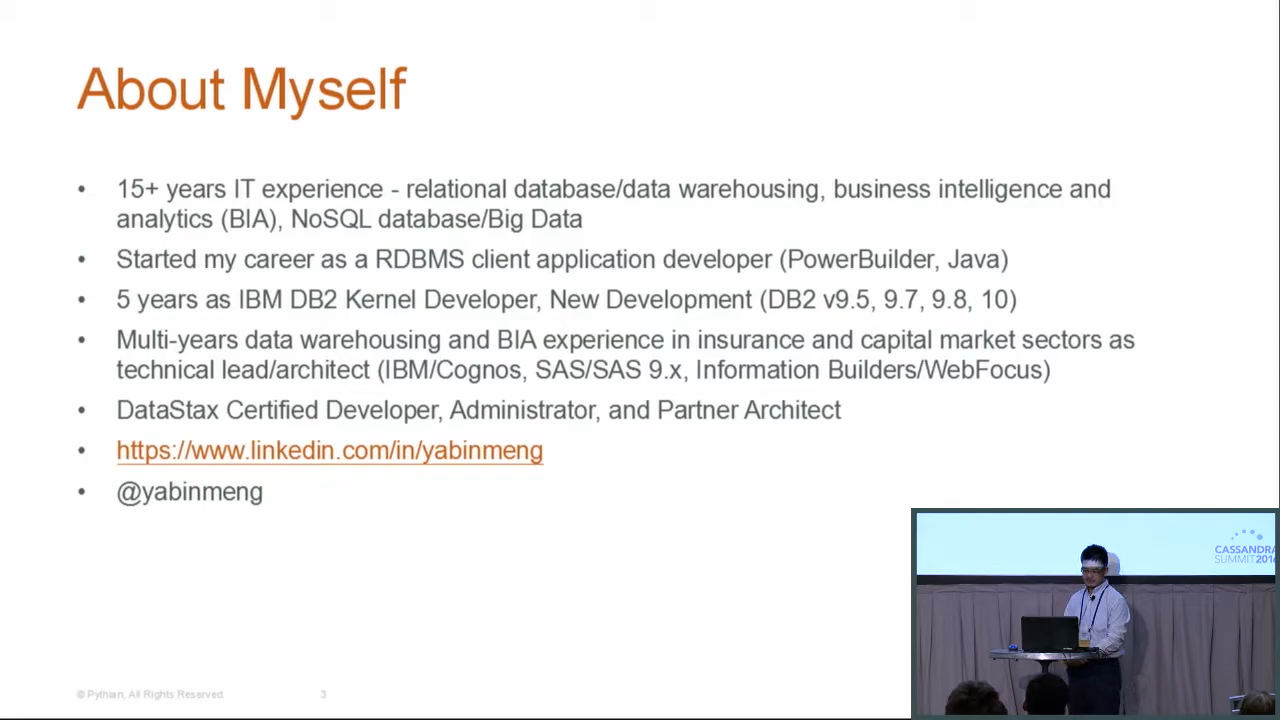 About Myself
• 15+ years IT experience - relational database/data warehousing, business intelligence and
analytics (BIA), NoSQL database/Big Data
• Started my career as a RDBMS client application developer (PowerBuilder, Java)
• 5 years as IBM DB2 Kernel Developer, New Development (DB2 v9.5, 9.7, 9.8, 10)
• Multi-years data warehousing and BIA experience in insurance and capital market sectors as
technical lead/architect (IBM/Cognos, SAS/SAS 9.x, Information Builders/WebFocus)
• DataStax Certified Developer, Administrator, and Partner Architect
• https://www.linkedin.com/in/yabinmeng
• @yabinmeng
CASSANDRA
SUMMIT2016
© Pythian, All Rights Reserved.
3